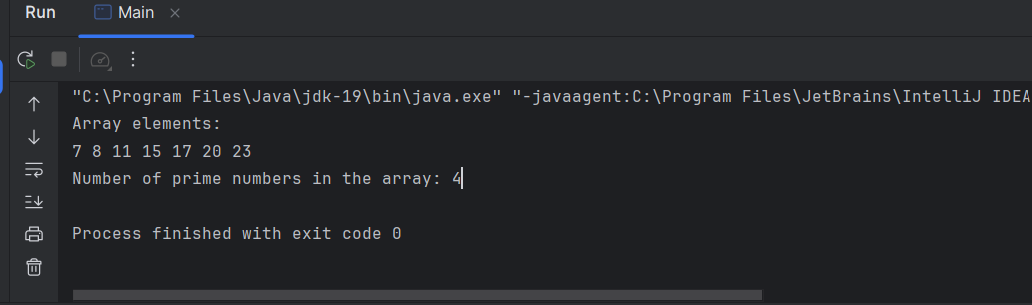 Run Main
"C:\Program Files\Java\jdk-19\bin\java.exe" "-javaagent:C:\Program Files\JetBrains\IntelliJ IDEA
Array elements:
7 8 11 15 17 20 23
Number of prime numbers in the array: 4
Process finished with exit code 0